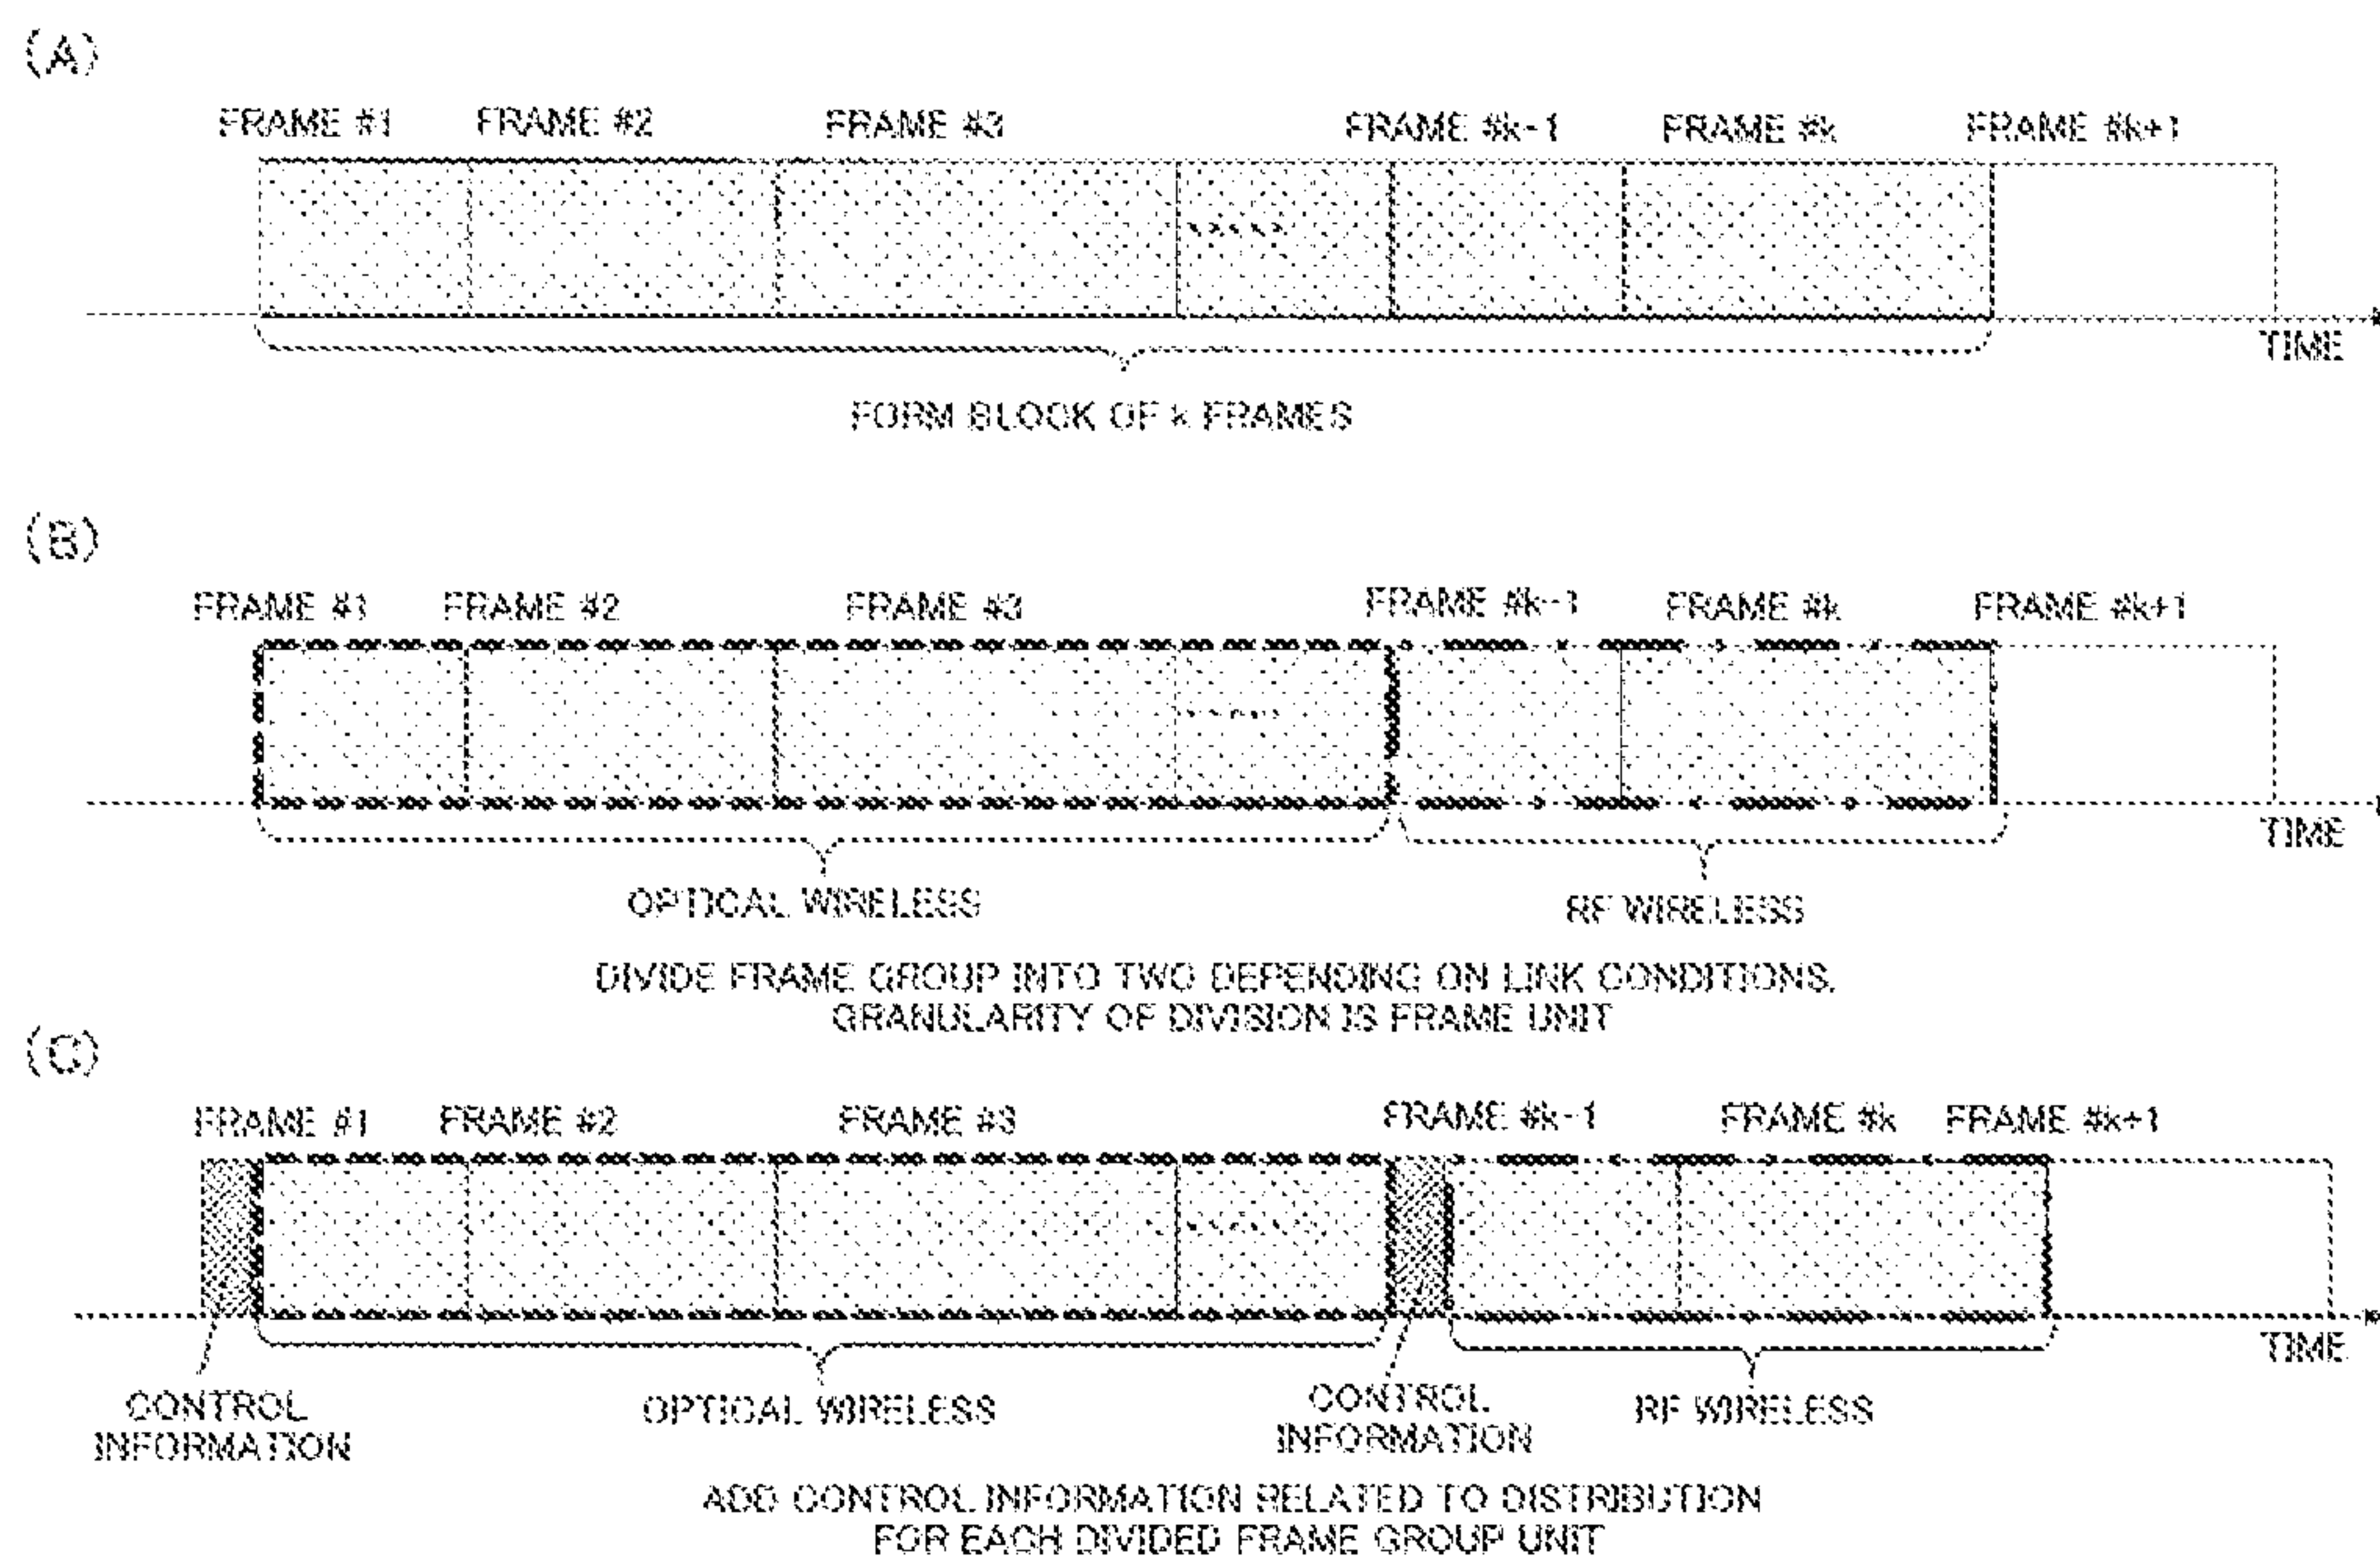 (A)
FRAME #1 FRAME #2 FRAME #3 FRAME #k-1 FRAME #k FRAME #k+1
TIME
FORM BLOCK OF k FRAMES
(B)
FRAME #1 FRAME #2 FRAME #3 FRAME #k-1 FRAME #k FRAME #k+1
TIME
OPTICAL WIRELESS RF WIRELESS
DIVIDE FRAME GROUP INTO TWO DEPENDING ON LINK CONDITIONS.
GRANULARITY OF DIVISION IS FRAME UNIT
(C)
FRAME #1 FRAME #2 FRAME #3 FRAME #k-1 FRAME #k FRAME #k+1
TIME
CONTROL
INFORMATION
OPTICAL WIRELESS
CONTROL
INFORMATION
RF WIRELESS
ADD CONTROL INFORMATION RELATED TO DISTRIBUTION
FOR EACH DIVIDED FRAME GROUP UNIT